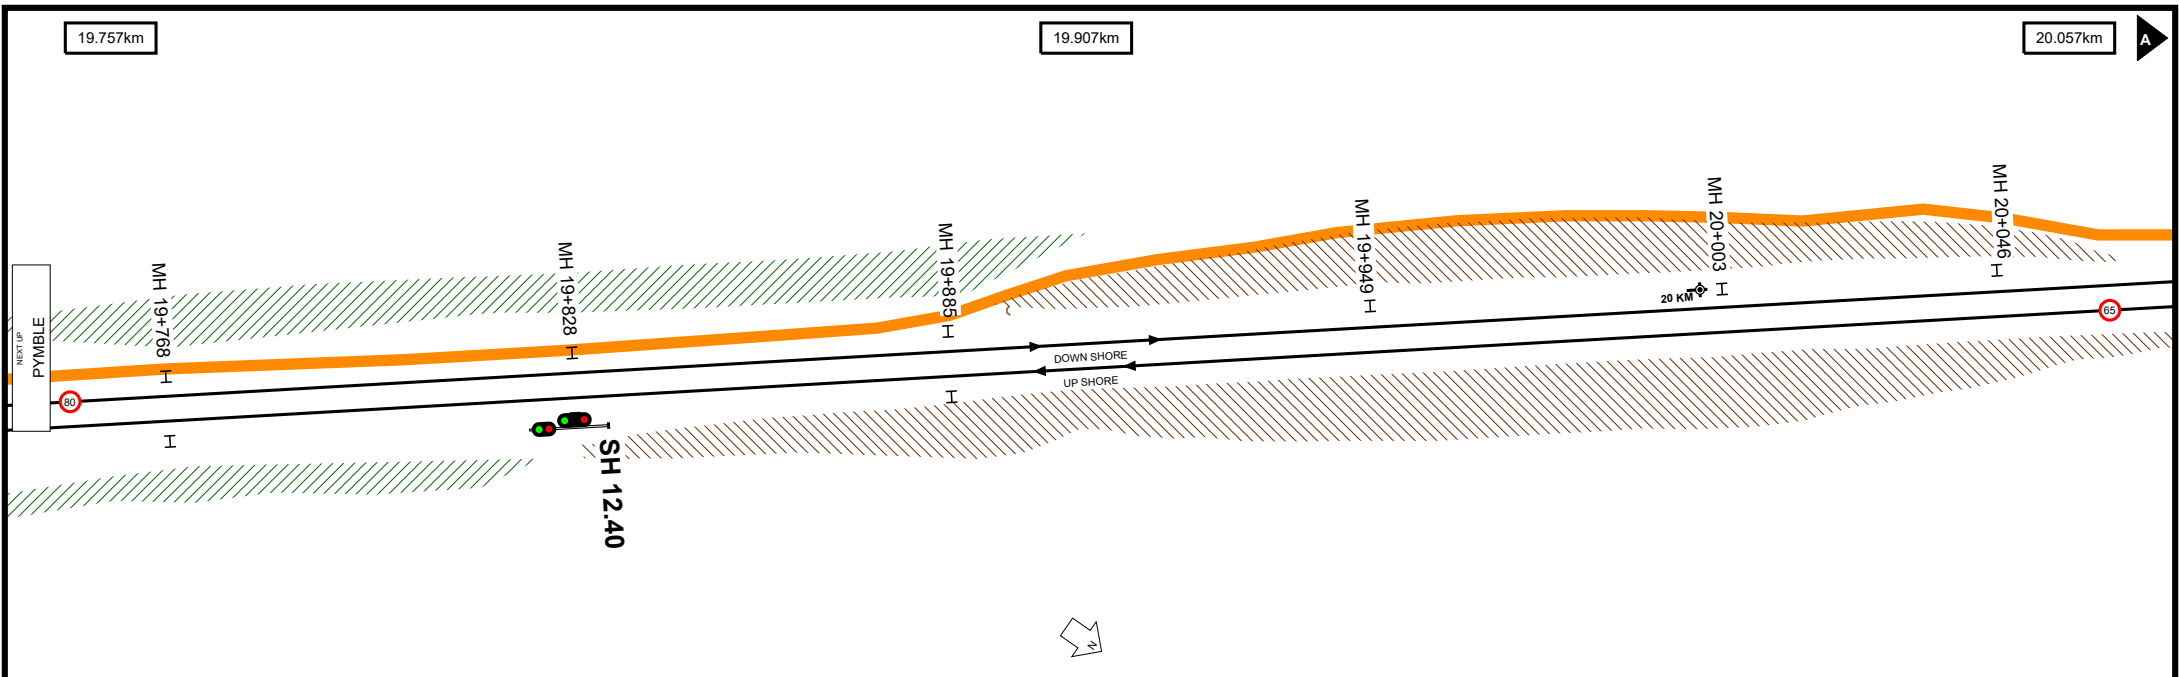 19.757km
19.907km
20.057km
A
MH 19+768
MH 19+828
MH 19+885
MH 19+949
MH 20+003
MH 20+046
NEXT UP
PYMBLE
80
DOWN SHORE
UP SHORE
20 KM
65
SH 12.40
N